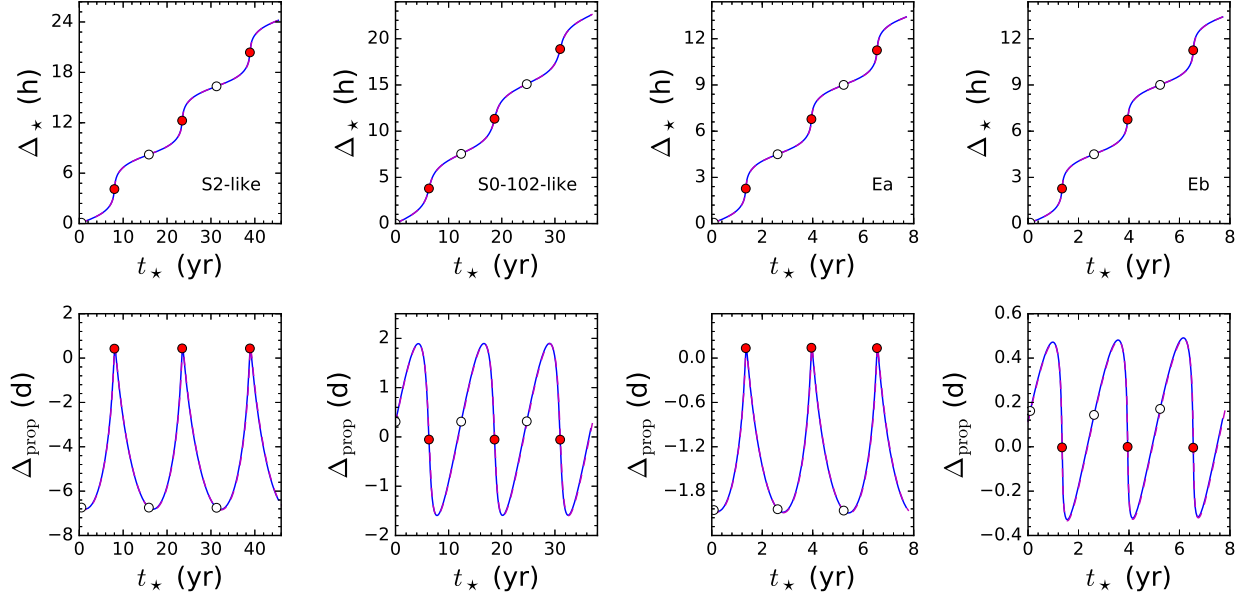 24
18
12
6
0
Δ⋆ (h)
S2-like
0 10 20 30 40
t⋆ (yr)
20
15
10
5
0
Δ⋆ (h)
S0-102-like
0 10 20 30
t⋆ (yr)
12
9
6
3
0
Δ⋆ (h)
Ea
0 2 4 6 8
t⋆ (yr)
12
9
6
3
0
Δ⋆ (h)
Eb
0 2 4 6 8
t⋆ (yr)
2
0
−2
−4
−6
−8
Δprop (d)
0 10 20 30 40
t⋆ (yr)
2
1
0
−1
−2
Δprop (d)
0 10 20 30
t⋆ (yr)
0.0
−0.6
−1.2
−1.8
Δprop (d)
0 2 4 6 8
t⋆ (yr)
0.6
0.4
0.2
0.0
−0.2
−0.4
Δprop (d)
0 2 4 6 8
t⋆ (yr)